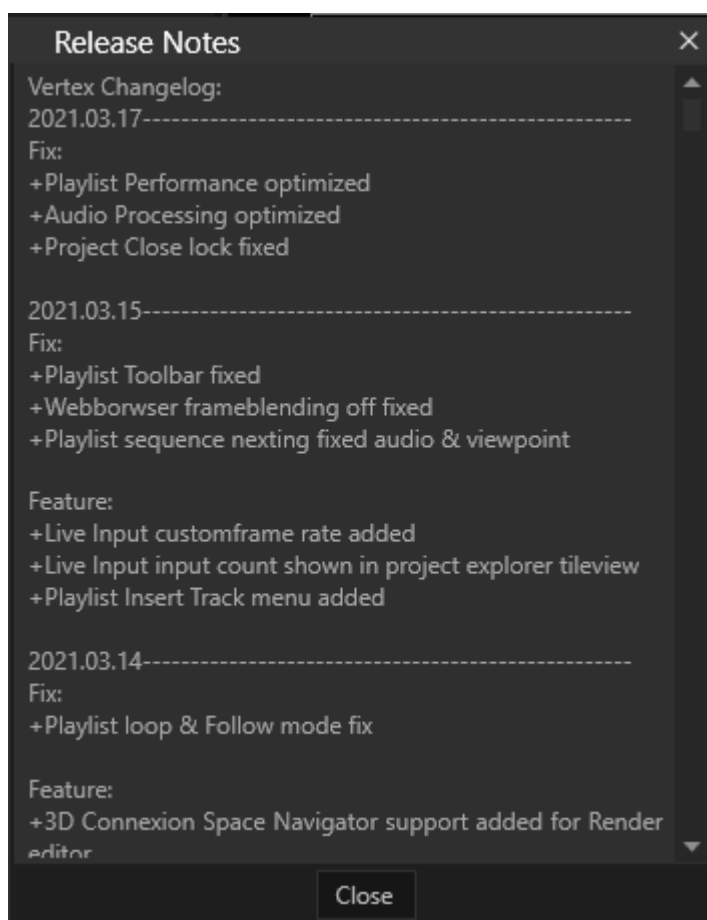 Release Notes
Vertex Changelog:
2021.03.17---------------------------------------------------
Fix:
+Playlist Performance optimized
+Audio Processing optimized
+Project Close lock fixed
2021.03.15---------------------------------------------------
Fix:
+Playlist Toolbar fixed
+Webborwser frameblending off fixed
+Playlist sequence nexting fixed audio & viewpoint
Feature:
+Live Input customframe rate added
+Live Input input count shown in project explorer tileview
+Playlist Insert Track menu added
2021.03.14---------------------------------------------------
Fix:
+Playlist loop & Follow mode fix
Feature:
+3D Connexion Space Navigator support added for Render
editor
Close